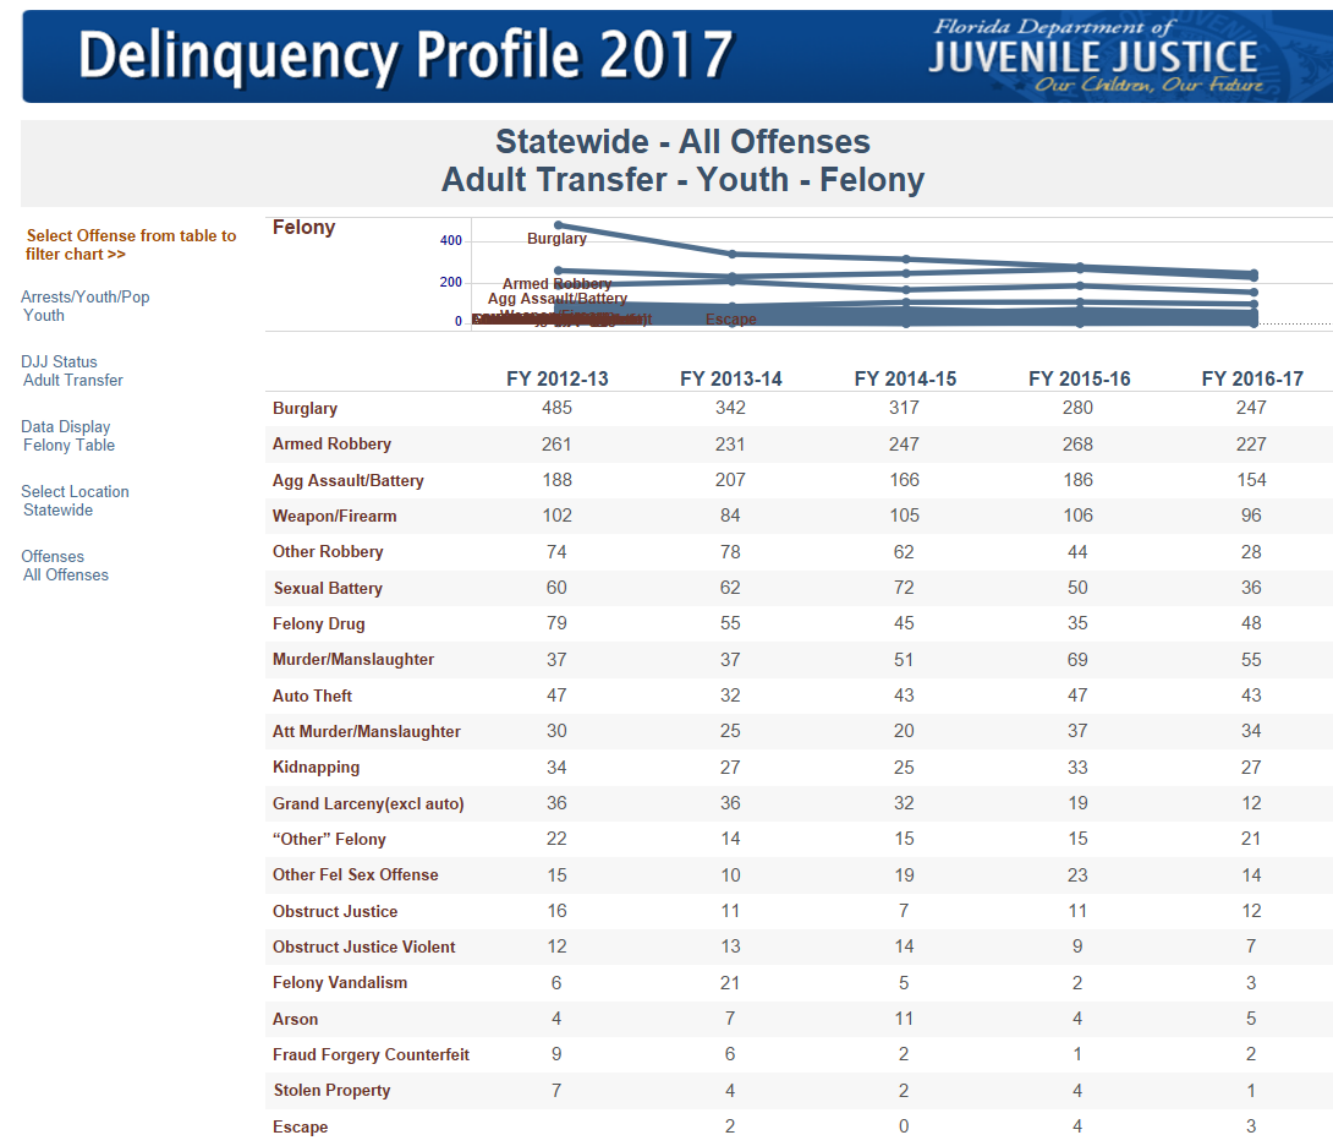 Delinquency Profile 2017
Florida Department of
JUVENILE JUSTICE
Our Children, Our Future
Statewide - All Offenses
Adult Transfer - Youth - Felony
Select Offense from table to
filter chart >>
Arrests/Youth/Pop
Youth
DJJ Status
Adult Transfer
Data Display
Felony Table
Select Location
Statewide
Offenses
All Offenses
Felony
400
200
0
Burglary
Armed Robbery
Agg Assault/Battery
Escape
FY 2012-13 FY 2013-14 FY 2014-15 FY 2015-16 FY 2016-17
Burglary 485 342 317 280 247
Armed Robbery 261 231 247 268 227
Agg Assault/Battery 188 207 166 186 154
Weapon/Firearm 102 84 105 106 96
Other Robbery 74 78 62 44 28
Sexual Battery 60 62 72 50 36
Felony Drug 79 55 45 35 48
Murder/Manslaughter 37 37 51 69 55
Auto Theft 47 32 43 47 43
Att Murder/Manslaughter 30 25 20 37 34
Kidnapping 34 27 25 33 27
Grand Larceny(excl auto) 36 36 32 19 12
“Other” Felony 22 14 15 15 21
Other Fel Sex Offense 15 10 19 23 14
Obstruct Justice 16 11 7 11 12
Obstruct Justice Violent 12 13 14 9 7
Felony Vandalism 6 21 5 2 3
Arson 4 7 11 4 5
Fraud Forgery Counterfeit 9 6 2 1 2
Stolen Property 7 4 2 4 1
Escape 2 0 4 3